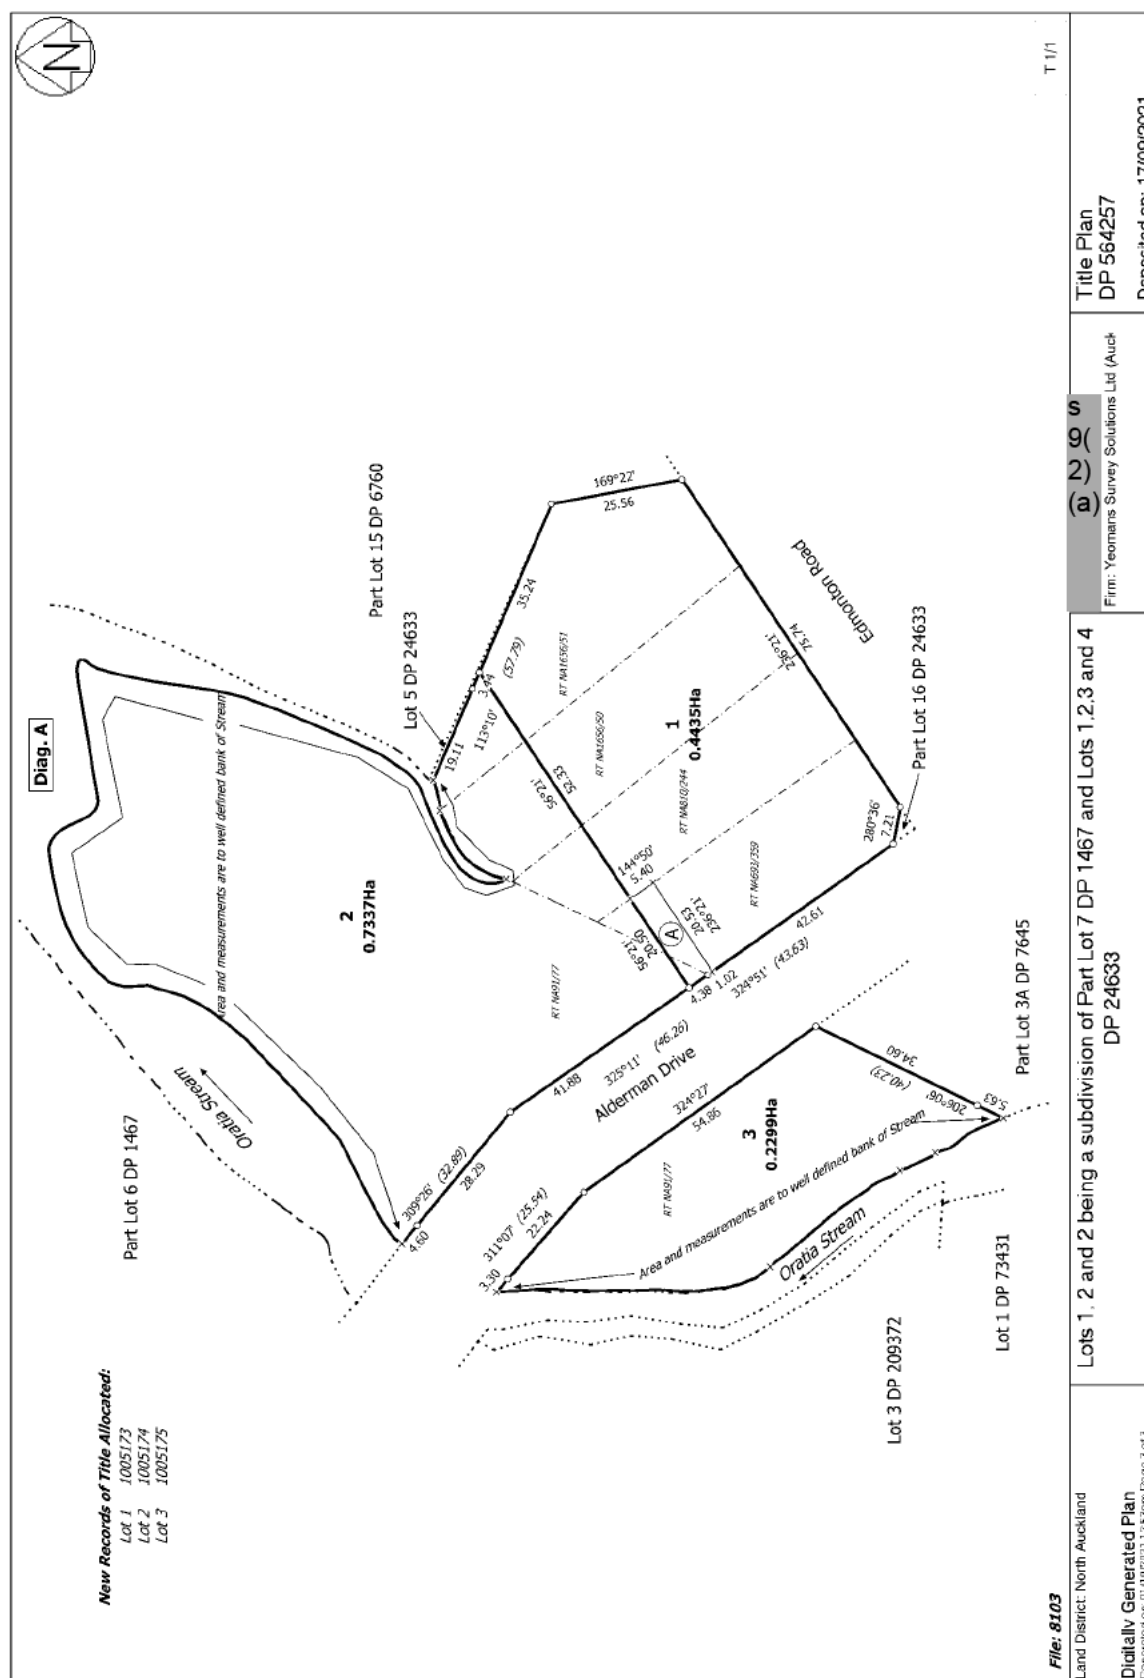 N
Diag. A
New Records of Title Allocated:
Lot 1 1005173
Lot 2 1005174
Lot 3 1005175
Part Lot 6 DP 1467
Oratia Stream
Area and measurements are to well defined bank of Stream
2
0.7337Ha
RT NA91/77
Part Lot 15 DP 6760
Lot 5 DP 24633
19.11
113°10'
3.44
(57.79)
35.24
169°22'
25.56
RT NA1656/51
RT NA1656/50
RT NA810/244
RT NA693/359
1
0.4435Ha
56°21'
52.33
144°50'
5.40
56°21'
20.50
A
20.53
236°21'
236°21'
75.74
Edmonton Road
280°36'
7.21
Part Lot 16 DP 24633
42.61
324°51' (43.63)
1.02
4.38
325°11' (46.26)
41.88
Alderman Drive
309°26' (32.89)
28.29
4.60
311°07' (25.54)
22.24
3.30
324°27'
54.86
3
0.2299Ha
RT NA91/77
Area and measurements are to well defined bank of Stream
34.60
(40.23)
206°06'
5.63
Oratia Stream
Part Lot 3A DP 7645
Lot 1 DP 73431
Lot 3 DP 209372
T 1/1
File: 8103
Land District: North Auckland
Digitally Generated Plan
Lots 1, 2 and 2 being a subdivision of Part Lot 7 DP 1467 and Lots 1,2,3 and 4
DP 24633
s
9(
2)
(a)
Firm: Yeomans Survey Solutions Ltd (Auck
Title Plan
DP 564257
Deposited on: 17/09/2021